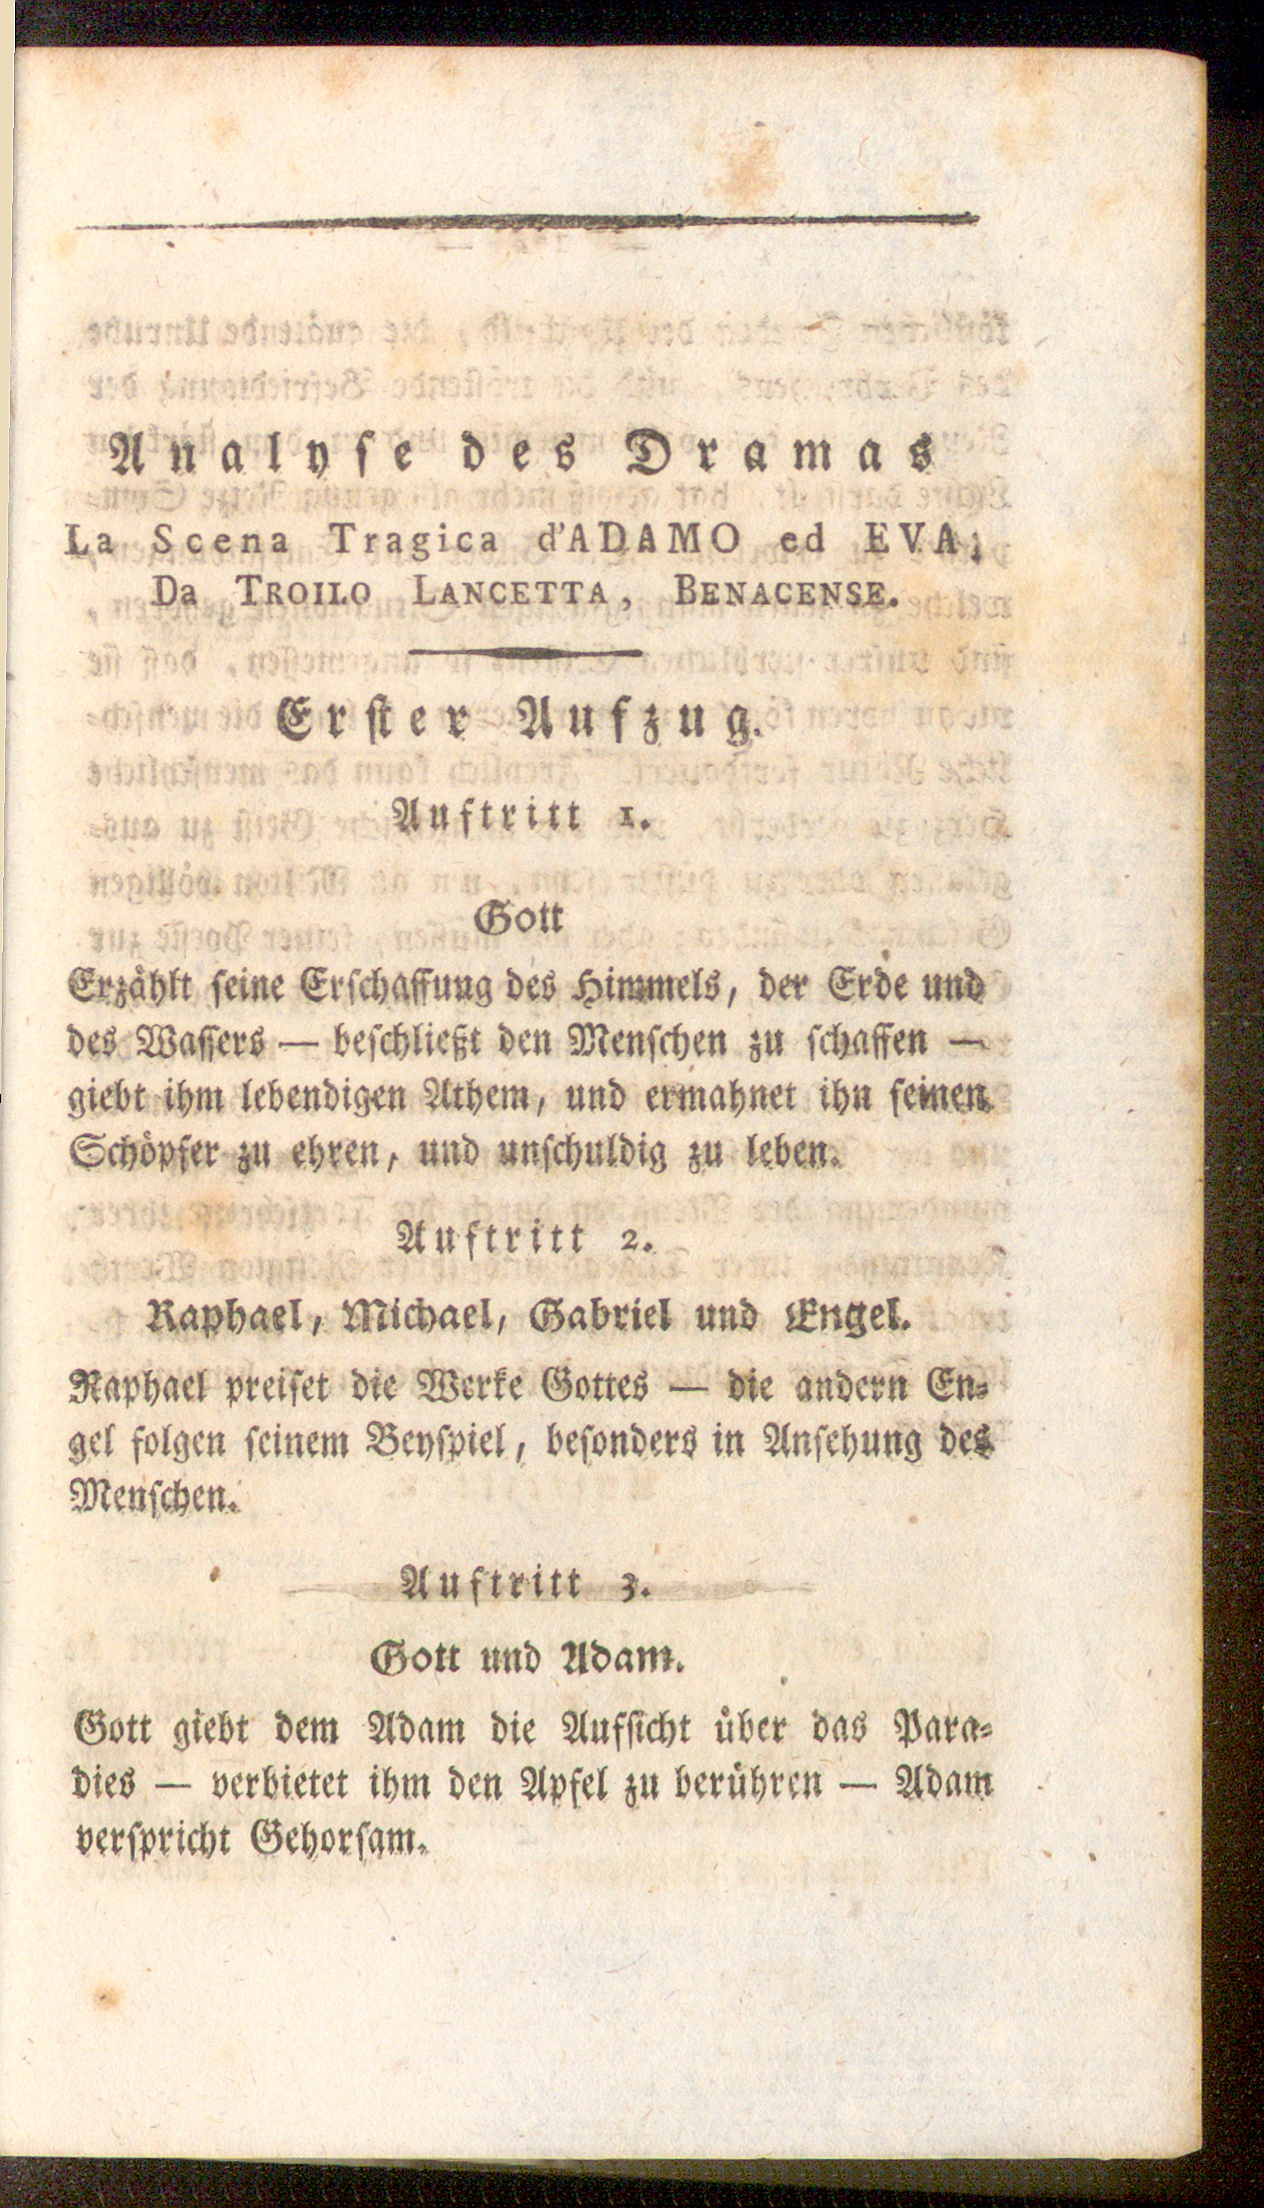 Analyse des Dramas
La Scena Tragica d'ADAMO ed EVA;
Da TROILO LANCETTA, BENACENSE.
Erster Aufzug.
Auftritt 1.
Gott
Erzählt seine Erschaffung des Himmels, der Erde und
des Wassers — beschließt den Menschen zu schaffen —
giebt ihm lebendigen Athem, und ermahnet ihn seinen
Schöpfer zu ehren, und unschuldig zu leben.
Auftritt 2.
Raphael, Michael, Gabriel und Engel.
Raphael preiset die Werke Gottes — die andern En-
gel folgen seinem Beyspiel, besonders in Ansehung des
Menschen.
Auftritt 3.
Gott und Adam.
Gott giebt dem Adam die Aufsicht über das Para-
dies — verbietet ihm den Apfel zu berühren — Adam
verspricht Gehorsam.